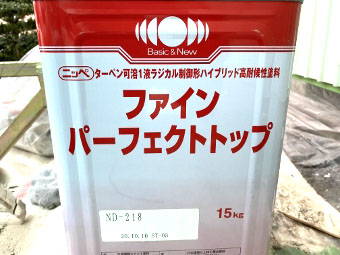 Basic & New
ニッペ ターペン可溶1液ラジカル制御形ハイブリッド高耐候性塗料
ファイン
パーフェクトトップ
ND-218
15kg